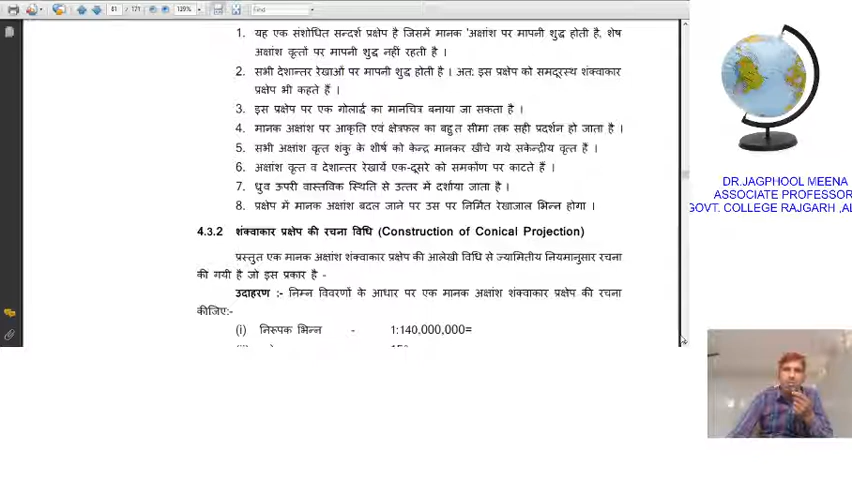 61 / 171
129%
Find
1. यह एक संशोधित सन्दर्श प्रक्षेप है जिसमें मानक 'अक्षांश पर मापनी शुद्ध होती है, शेष
अक्षांश वृत्तों पर मापनी शुद्ध नहीं रहती है ।
2. सभी देशान्तर रेखाओं पर मापनी शुद्ध होती है । अत: इस प्रक्षेप को समदूरस्थ शंक्वाकार
प्रक्षेप भी कहते हैं ।
3. इस प्रक्षेप पर एक गोलार्द्ध का मानचित्र बनाया जा सकता है ।
4. मानक अक्षांश पर आकृति एवं क्षेत्रफल का बहुत सीमा तक सही प्रदर्शन हो जाता है ।
5. सभी अक्षांश वृत्त शंकु के शीर्ष को केन्द्र मानकर खींचे गये सकेन्द्रीय वृत्त हैं ।
6. अक्षांश वृत्त व देशान्तर रेखायें एक-दूसरे को समकोंण पर काटते हैं ।
7. ध्रुव ऊपरी वास्तविक स्थिति से उत्तर में दर्शाया जाता है ।
8. प्रक्षेप में मानक अक्षांश बदल जाने पर उस पर निर्मित रेखाजाल भिन्न होगा ।
4.3.2 शंक्वाकार प्रक्षेप की रचना विधि (Construction of Conical Projection)
प्रस्तुत एक मानक अक्षांश शंक्वाकार प्रक्षेप की आलेखी विधि से ज्यामितीय नियमानुसार रचना
की गयी है जो इस प्रकार है -
उदाहरण :- निम्न विवरणों के आधार पर एक मानक अक्षांश शंक्वाकार प्रक्षेप की रचना
कीजिए:-
(i) निरूपक भिन्न - 1:140,000,000=
DR.JAGPHOOL MEENA
ASSOCIATE PROFESSOR
GOVT. COLLEGE RAJGARH ,AL